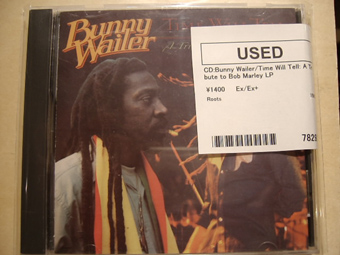 Bunny
Wailer
USED
CD:Bunny Wailer/Time Will Tell: A Tri
bute to Bob Marley LP
¥1400 Ex/Ex+
Roots